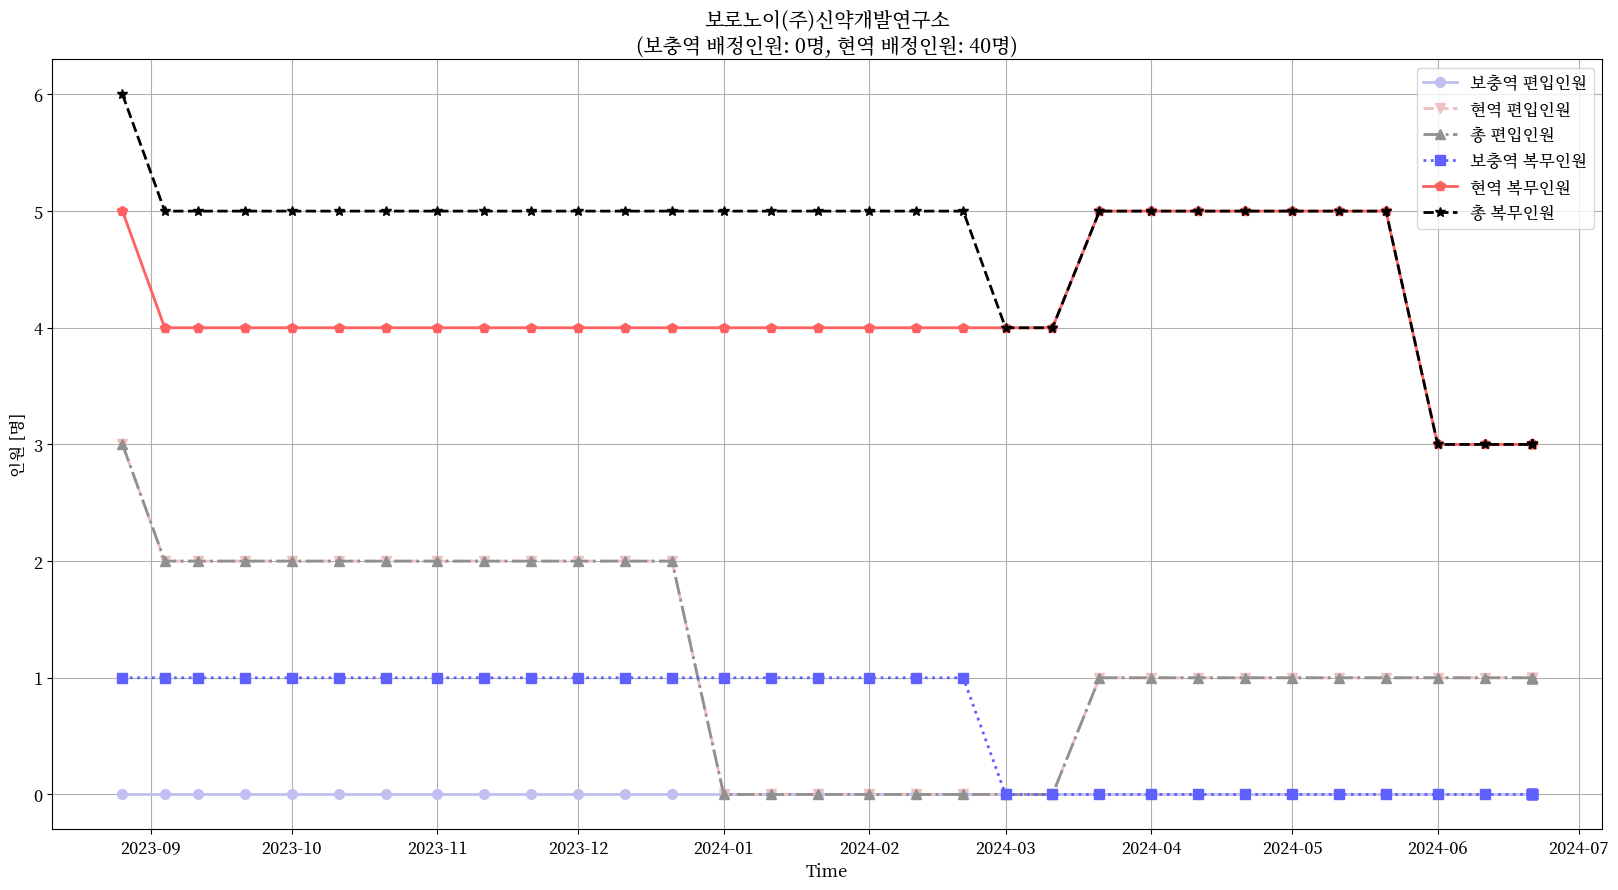 보로노이(주)신약개발연구소
(보충역 배정인원: 0명, 현역 배정인원: 40명)
인원 [명]
6
5
4
3
2
1
0
보충역 편입인원
현역 편입인원
총 편입인원
보충역 복무인원
현역 복무인원
총 복무인원
2023-09
2023-10
2023-11
2023-12
2024-01
2024-02
2024-03
2024-04
2024-05
2024-06
2024-07
Time